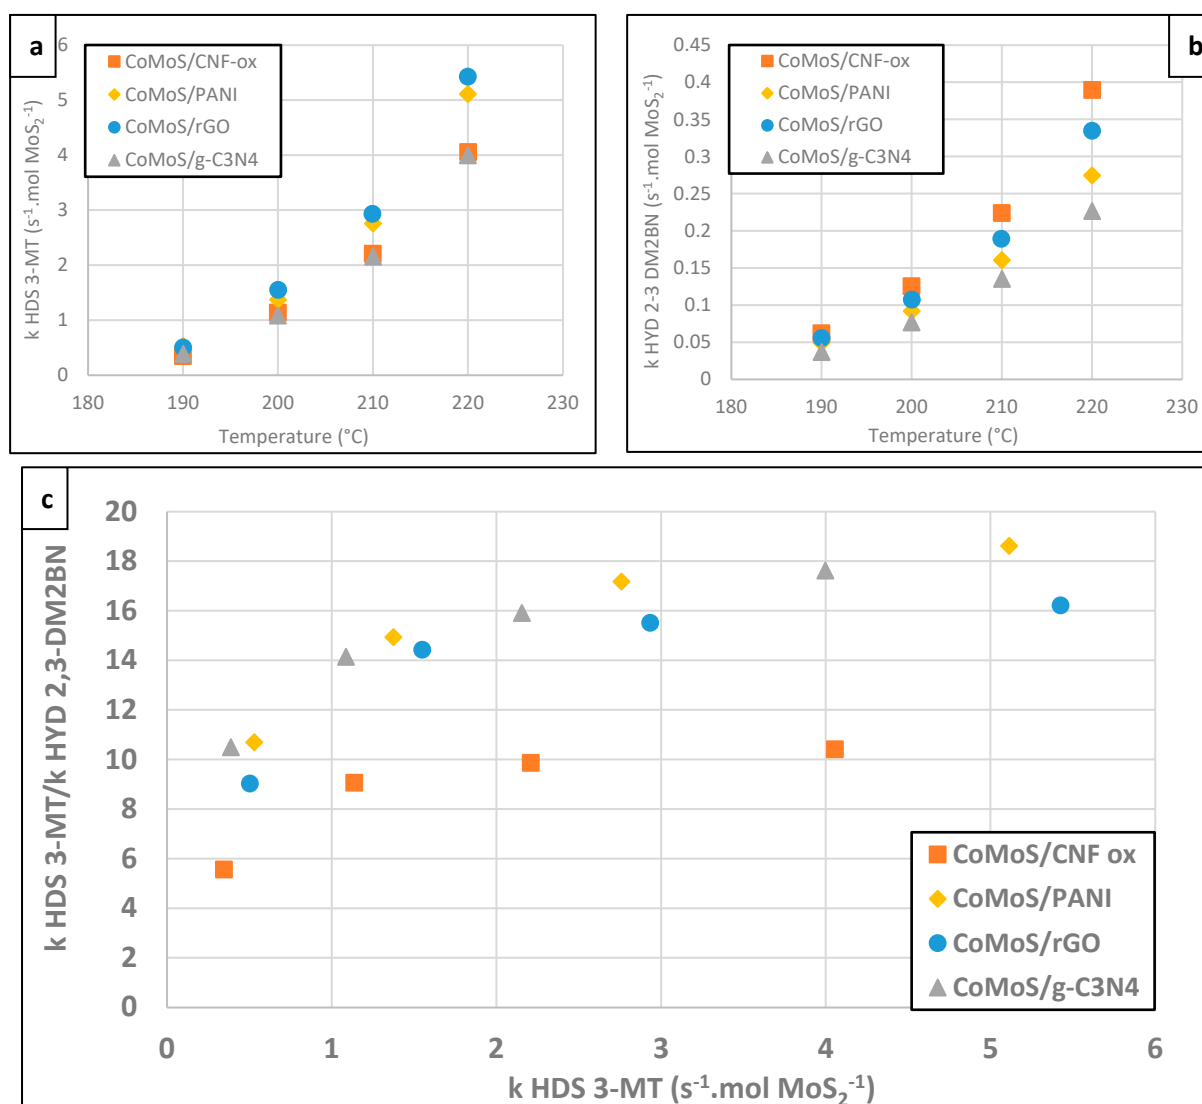 a
k HDS 3-MT (s⁻¹.mol MoS₂⁻¹)
6
5
4
3
2
1
0
CoMoS/CNF-ox
CoMoS/PANI
CoMoS/rGO
CoMoS/g-C3N4
180 190 200 210 220 230
Temperature (°C)
b
k HYD 2-3 DM2BN (s⁻¹.mol MoS₂⁻¹)
0.45
0.4
0.35
0.3
0.25
0.2
0.15
0.1
0.05
0
CoMoS/CNF-ox
CoMoS/PANI
CoMoS/rGO
CoMoS/g-C3N4
180 190 200 210 220 230
Temperature (°C)
c
k HDS 3-MT/k HYD 2,3-DM2BN
20
18
16
14
12
10
8
6
4
2
0
CoMoS/CNF ox
CoMoS/PANI
CoMoS/rGO
CoMoS/g-C3N4
0 1 2 3 4 5 6
k HDS 3-MT (s⁻¹.mol MoS₂⁻¹)